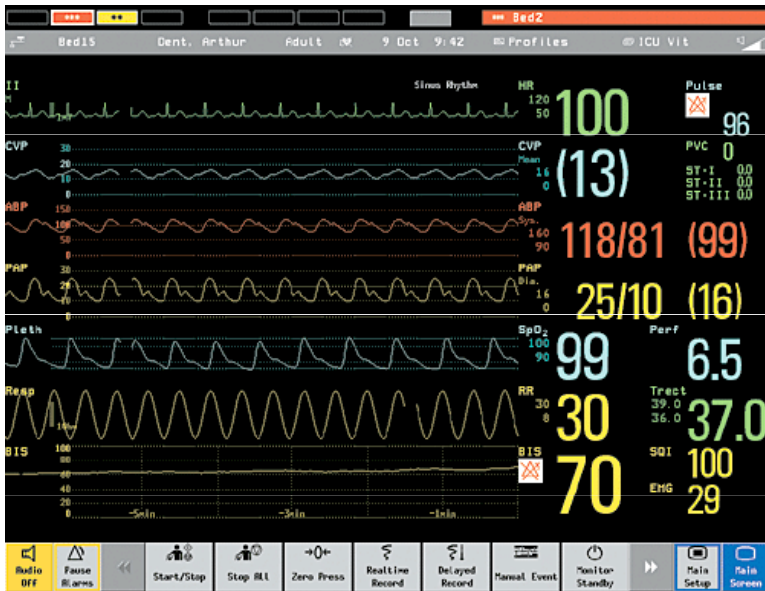 *** ** *** Bed2
Bed15 Dent. Arthur Adult 9 Oct 9:42 Profiles ICU Vit
II Sinus Rhythm HR Pulse
M 120 100
1mV 50 96
CVP 30 CVP PVC 0
20 Mean (13) ST-I 0.0
10 16 ST-II 0.0
0 0 ST-III 0.0
ABP 150 ABP
100 Sys. 118/81 (99)
50 160
0 90
PAP 30 PAP
20 Dia. 25/10 (16)
10 16
0 0
Pleth SpO₂ Perf
100 99 6.5
90
Resp RR Trect
30 30 39.0 37.0
8 36.0
BIS 100 BIS SQI
80 70 100
60
40 EMG
20 29
0 -5min -3min -1min
Audio Off
Pause Alarms
Start/Stop
Stop All
→0← Zero Press
Realtime Record
Delayed Record
Manual Event
Monitor Standby
Main Setup
Main Screen